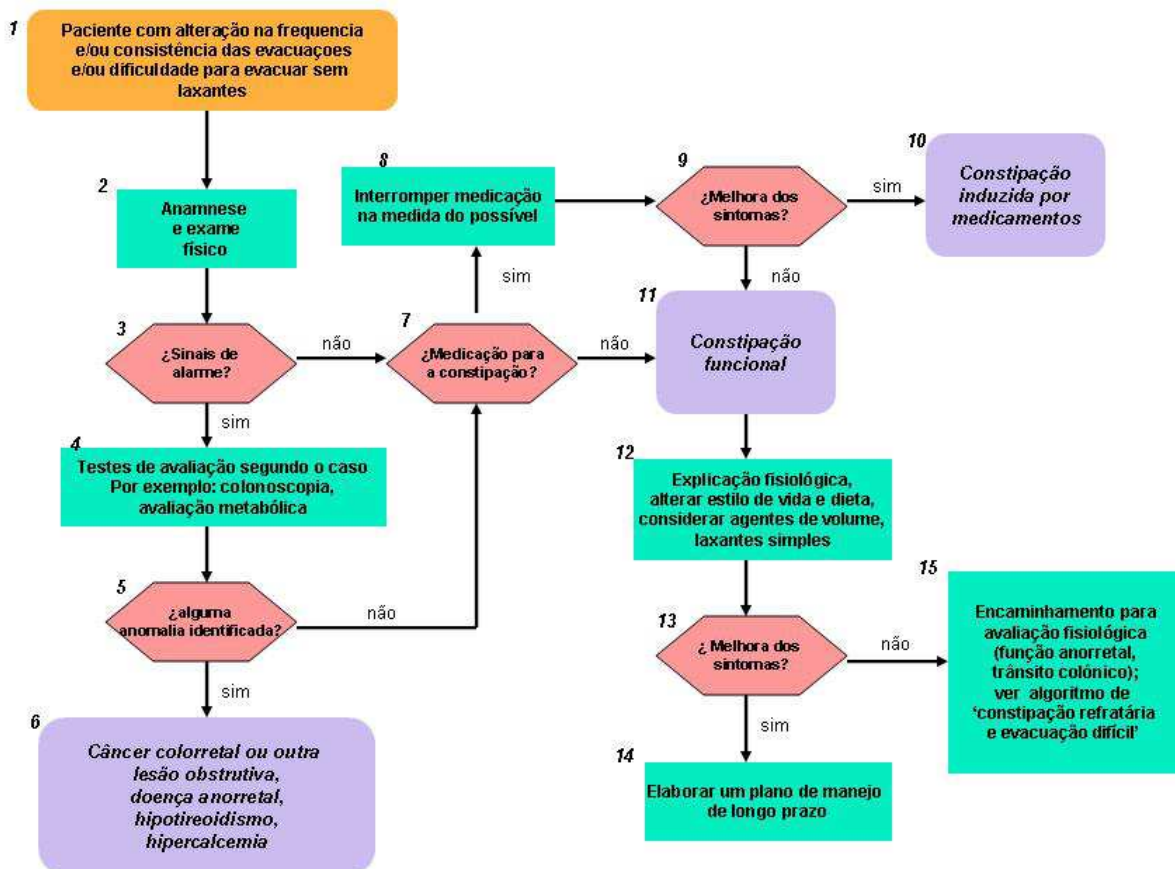 1
Paciente com alteração na frequencia
e/ou consistência das evacuaçoes
e/ou dificuldade para evacuar sem
laxantes
2
Anamnese
e exame
físico
3
¿Sinais de
alarme?
não
sim
4
Testes de avaliação segundo o caso
Por exemplo: colonoscopia,
avaliação metabólica
5
¿alguma
anomalia identificada?
não
sim
6
Câncer colorretal ou outra
lesão obstrutiva,
doença anorretal,
hipotireoidismo,
hipercalcemia
7
¿Medicação para
a constipação?
sim
não
8
Interromper medicação
na medida do possível
9
¿Melhora dos
sintomas?
sim
não
10
Constipação
induzida por
medicamentos
11
Constipação
funcional
12
Explicação fisiológica,
alterar estilo de vida e dieta,
considerar agentes de volume,
laxantes simples
13
¿ Melhora dos
sintomas?
não
sim
14
Elaborar um plano de manejo
de longo prazo
15
Encaminhamento para
avaliação fisiológica
(função anorretal,
trânsito colónico);
ver algoritmo de
‘constipação refratária
e evacuação difícil’